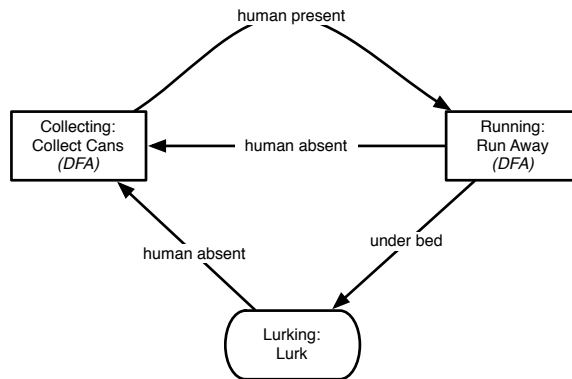 human present
Collecting:
Collect Cans
(DFA)
human absent
Running:
Run Away
(DFA)
human absent
under bed
Lurking:
Lurk